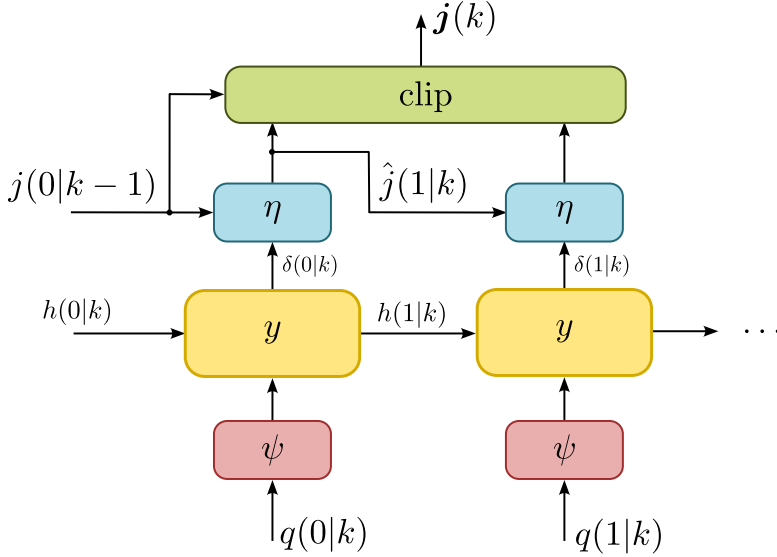 j(k)
clip
j(0|k − 1)
η
ĵ(1|k)
η
δ(0|k)
δ(1|k)
h(0|k)
y
h(1|k)
y
···
ψ
ψ
q(0|k)
q(1|k)